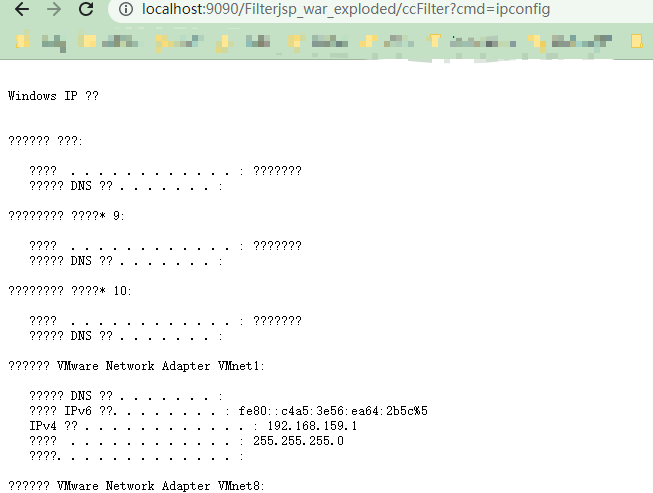 localhost:9090/Filterjsp_war_exploded/ccFilter?cmd=ipconfig
Windows IP ??
?????? ???:
???? . . . . . . . . . . . . : ???????
????? DNS ?? . . . . . . . :
???????? ????* 9:
???? . . . . . . . . . . . . : ???????
????? DNS ?? . . . . . . . :
???????? ????* 10:
???? . . . . . . . . . . . . : ???????
????? DNS ?? . . . . . . . :
?????? VMware Network Adapter VMnet1:
????? DNS ?? . . . . . . . :
???? IPv6 ??. . . . . . . . : fe80::c4a5:3e56:ea64:2b5c%5
IPv4 ?? . . . . . . . . . . . . : 192.168.159.1
???? . . . . . . . . . . . . : 255.255.255.0
????. . . . . . . . . . . . . :
?????? VMware Network Adapter VMnet8: